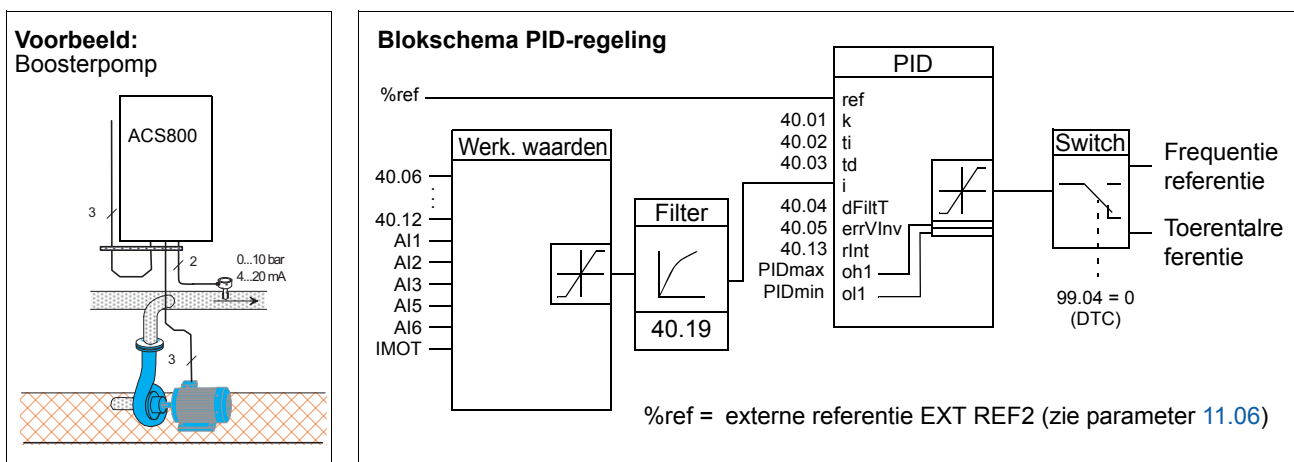 Voorbeeld:
Boosterpomp
ACS800
3
2
0...10 bar
4...20 mA
3
Blokschema PID-regeling
%ref
Werk. waarden
40.06
40.12
AI1
AI2
AI3
AI5
AI6
IMOT
Filter
40.19
PID
ref
40.01 k
40.02 ti
40.03 td
i
40.04 dFiltT
40.05 errVInv
40.13 rInt
PIDmax oh1
PIDmin ol1
Switch
Frequentie
referentie
Toerentalre
ferentie
99.04 = 0
(DTC)
%ref = externe referentie EXT REF2 (zie parameter 11.06)